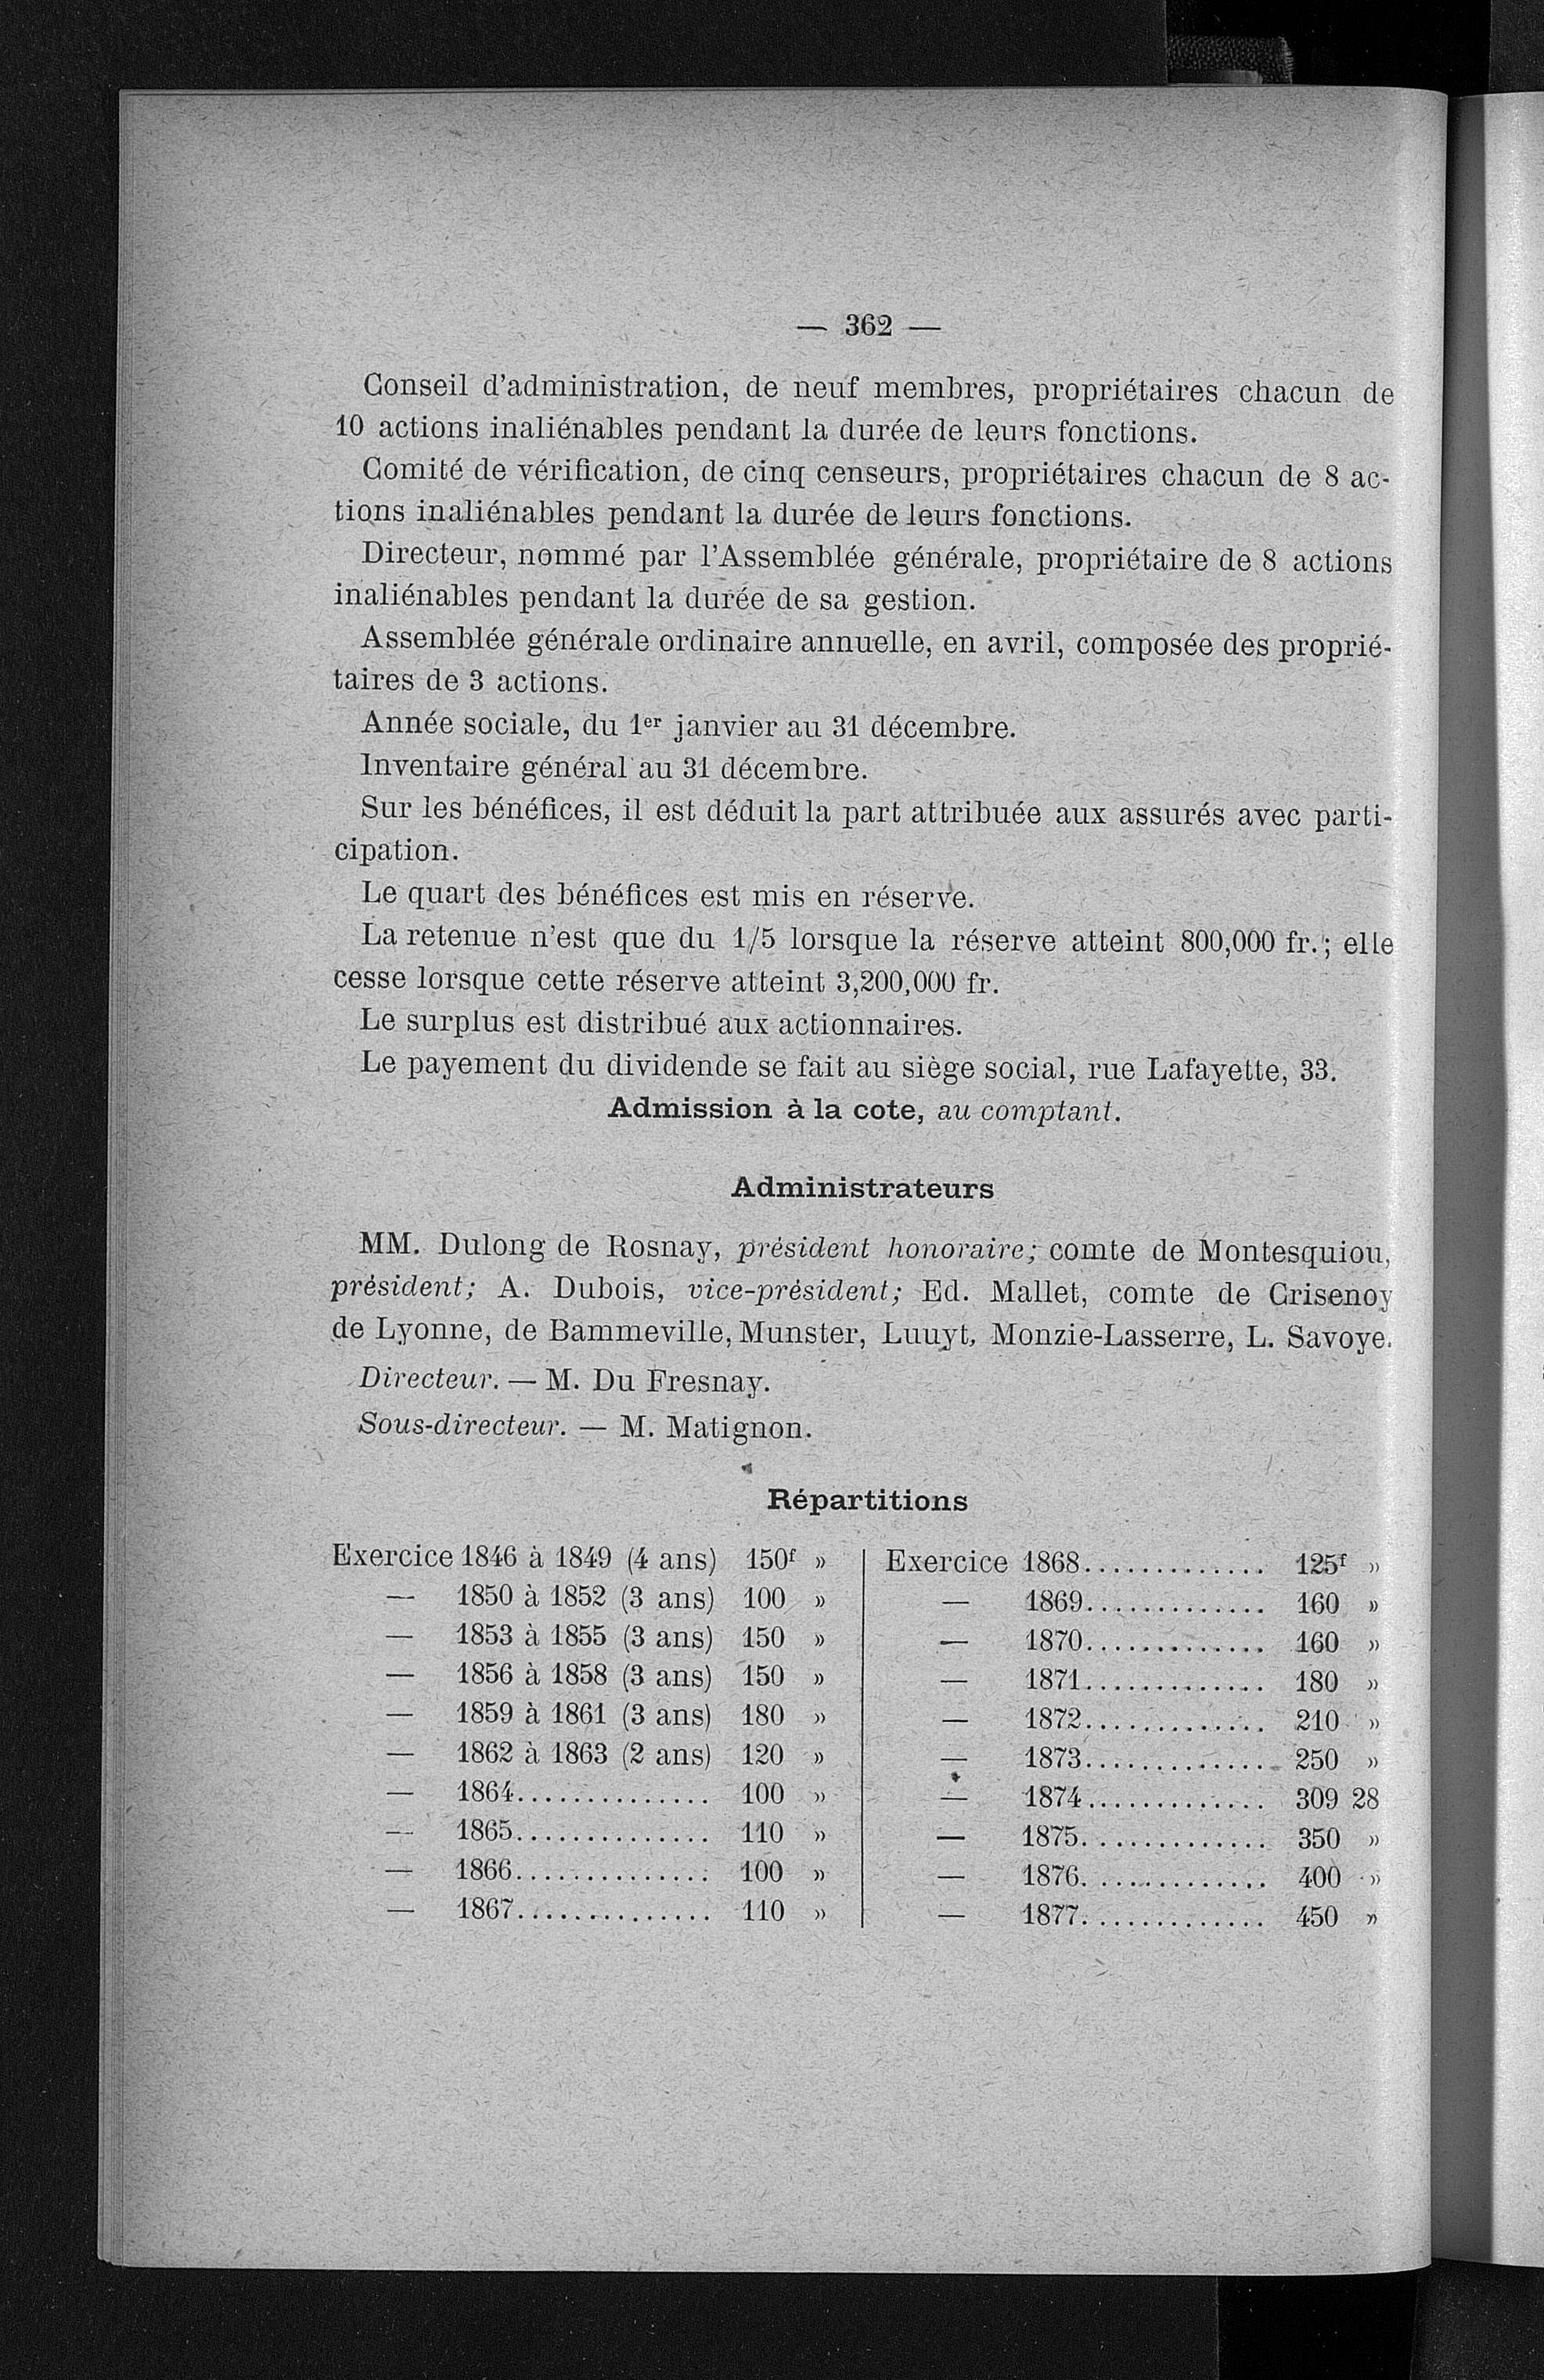 — 362 —
Conseil d'administration, de neuf membres, propriétaires chacun de
10 actions inaliénables pendant la durée de leurs fonctions.
Comité de vérification, de cinq censeurs, propriétaires chacun de 8 ac-
tions inaliénables pendant la durée de leurs fonctions.
Directeur, nommé par l'Assemblée générale, propriétaire de 8 actions
inaliénables pendant la durée de sa gestion.
Assemblée générale ordinaire annuelle, en avril, composée des proprié-
taires de 3 actions.
Année sociale, du 1er janvier au 31 décembre.
Inventaire général au 31 décembre.
Sur les bénéfices, il est déduit la part attribuée aux assurés avec parti-
cipation.
Le quart des bénéfices est mis en réserve.
La retenue n'est que du 1/5 lorsque la réserve atteint 800,000 fr.; elle
cesse lorsque cette réserve atteint 3,200,000 fr.
Le surplus est distribué aux actionnaires.
Le payement du dividende se fait au siège social, rue Lafayette, 33.
Admission à la cote, au comptant.
Administrateurs
MM. Dulong de Rosnay, président honoraire; comte de Montesquiou,
président; A. Dubois, vice-président; Ed. Mallet, comte de Grisenoy
de Lyonne, de Bammeville, Munster, Luuyt, Monzie-Lasserre, L. Savoye.
Directeur. — M. Du Fresnay.
Sous-directeur. — M. Matignon.
Répartitions
Exercice 1846 à 1849 (4 ans) 150f »
— 1850 à 1852 (3 ans) 100 »
— 1853 à 1855 (3 ans) 150 »
— 1856 à 1858 (3 ans) 150 »
— 1859 à 1861 (3 ans) 180 »
— 1862 à 1863 (2 ans) 120 »
— 1864.............. 100 »
— 1865.............. 110 »
— 1866.............. 100 »
— 1867.............. 110 »
Exercice 1868............. 125f »
— 1869............. 160 »
— 1870............. 160 »
— 1871............. 180 »
— 1872............. 210 »
— 1873............. 250 »
— 1874............. 309 28
— 1875............. 350 »
— 1876............. 400 »
— 1877............. 450 »